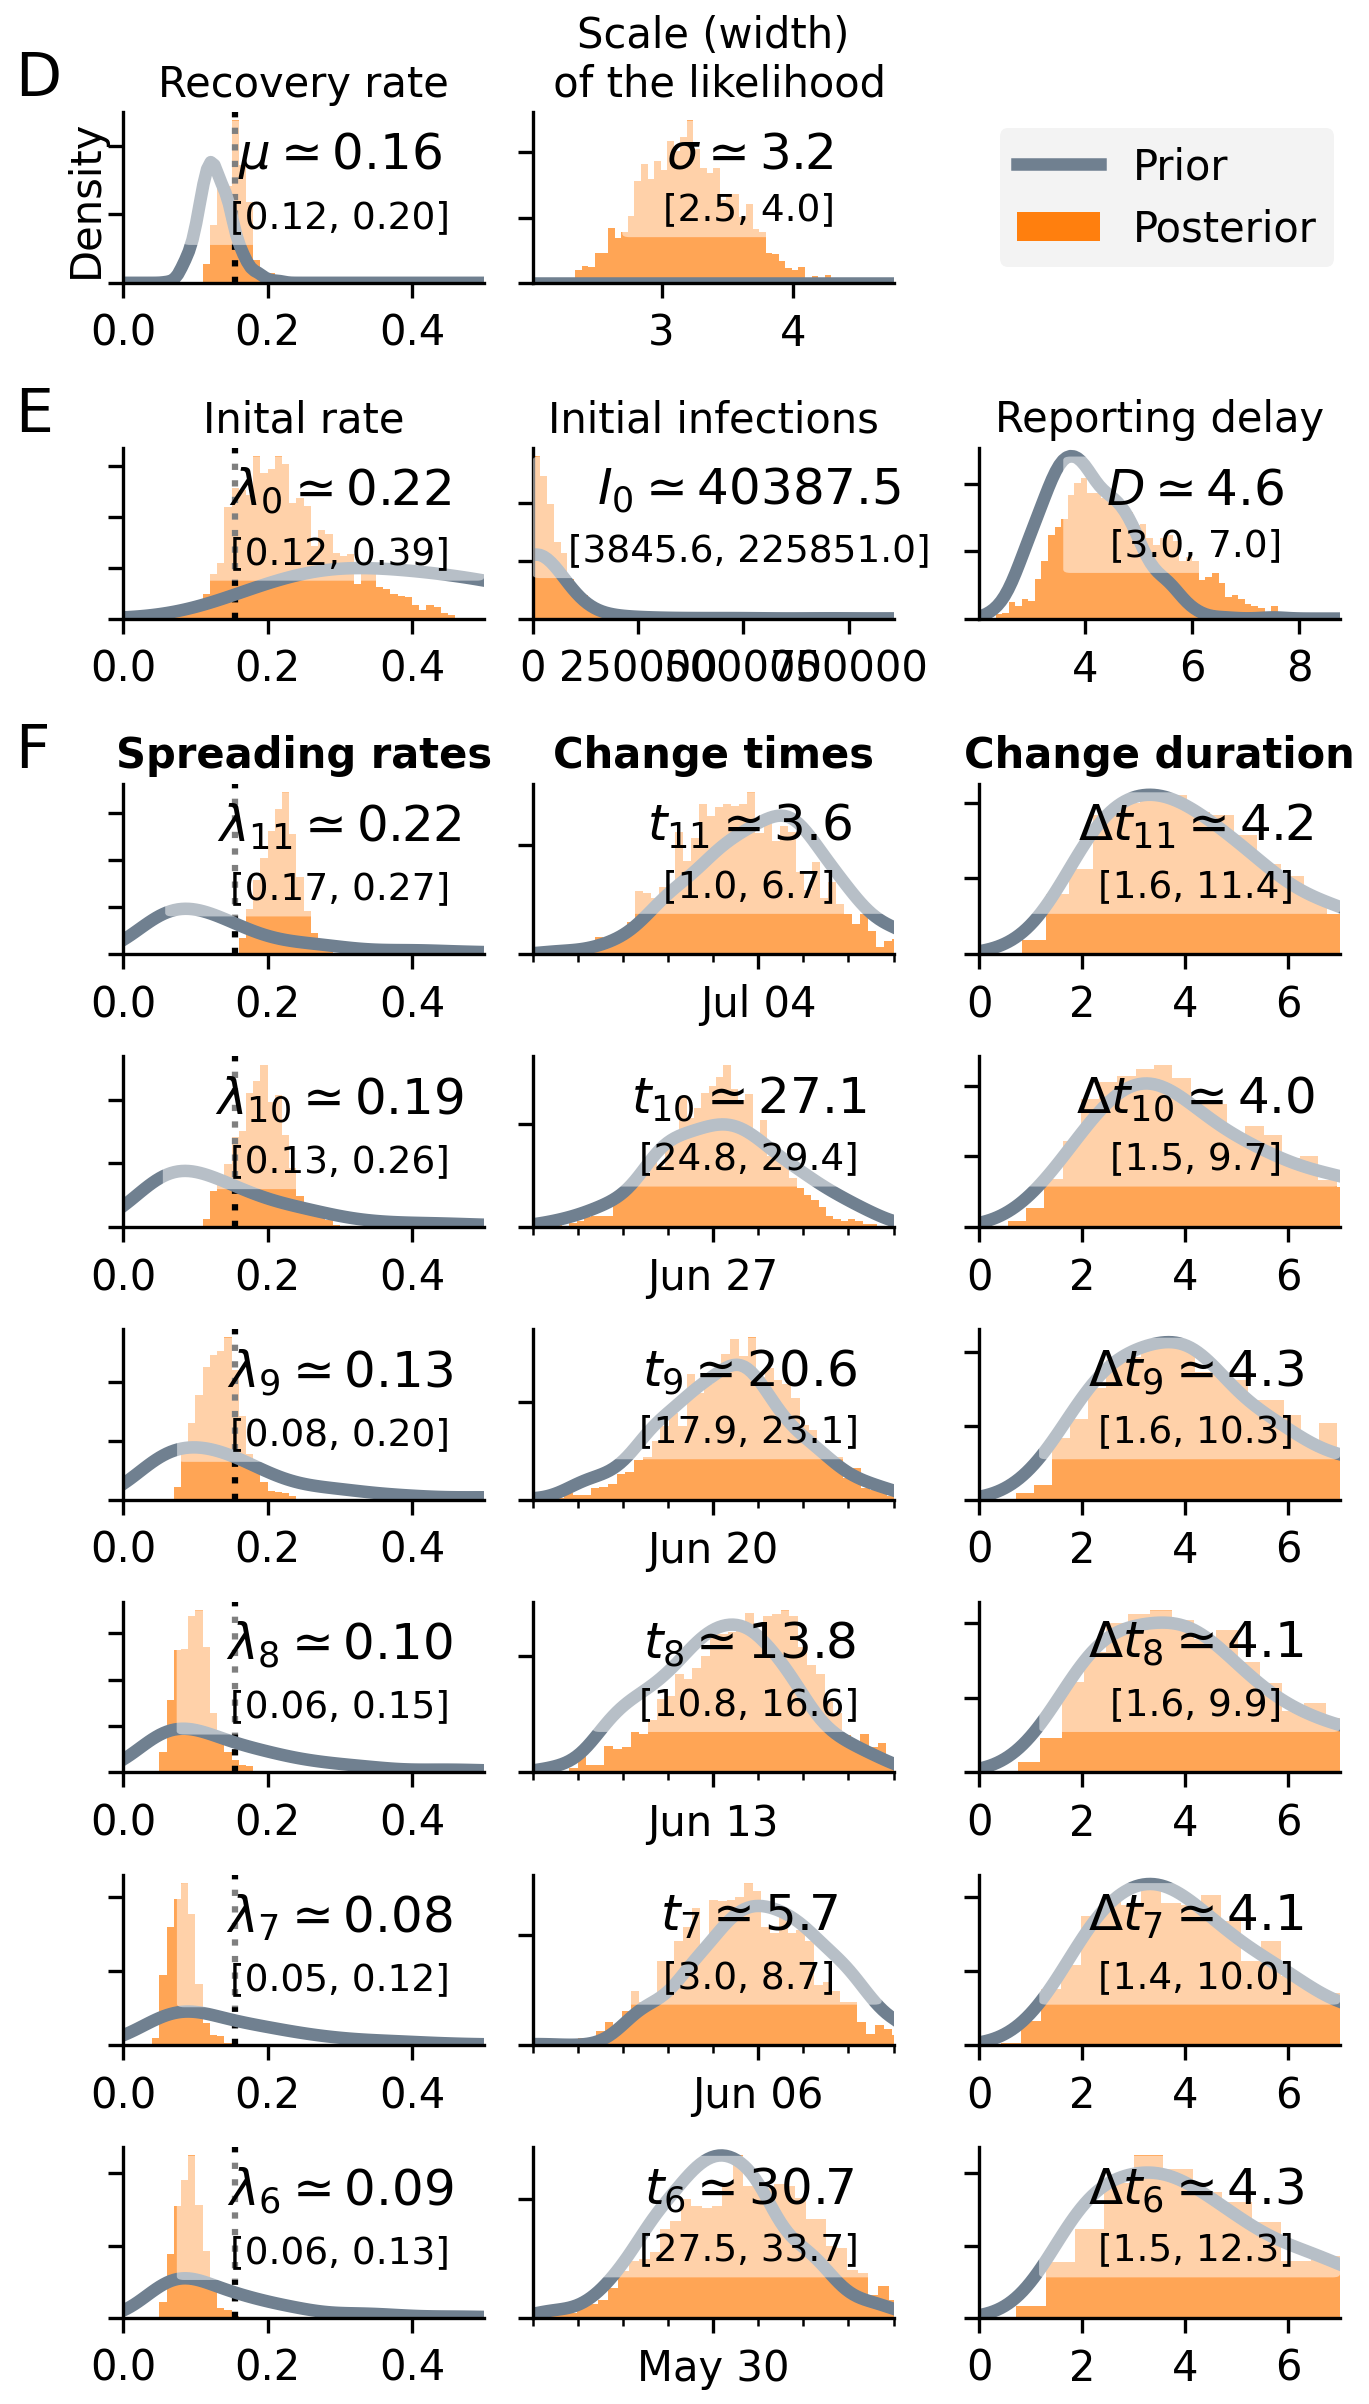 D
Recovery rate
Scale (width)
of the likelihood
Density
μ ≃ 0.16
[0.12, 0.20]
0.0 0.2 0.4
σ ≃ 3.2
[2.5, 4.0]
3 4
Prior
Posterior
E
Inital rate
λ0 ≃ 0.22
[0.12, 0.39]
0.0 0.2 0.4
Initial infections
I0 ≃ 40387.5
[3845.6, 225851.0]
0 250000 500000 750000
Reporting delay
D ≃ 4.6
[3.0, 7.0]
4 6 8
F
Spreading rates
Change times
Change duration
λ11 ≃ 0.22
[0.17, 0.27]
0.0 0.2 0.4
t11 ≃ 3.6
[1.0, 6.7]
Jul 04
Δt11 ≃ 4.2
[1.6, 11.4]
0 2 4 6
λ10 ≃ 0.19
[0.13, 0.26]
0.0 0.2 0.4
t10 ≃ 27.1
[24.8, 29.4]
Jun 27
Δt10 ≃ 4.0
[1.5, 9.7]
0 2 4 6
λ9 ≃ 0.13
[0.08, 0.20]
0.0 0.2 0.4
t9 ≃ 20.6
[17.9, 23.1]
Jun 20
Δt9 ≃ 4.3
[1.6, 10.3]
0 2 4 6
λ8 ≃ 0.10
[0.06, 0.15]
0.0 0.2 0.4
t8 ≃ 13.8
[10.8, 16.6]
Jun 13
Δt8 ≃ 4.1
[1.6, 9.9]
0 2 4 6
λ7 ≃ 0.08
[0.05, 0.12]
0.0 0.2 0.4
t7 ≃ 5.7
[3.0, 8.7]
Jun 06
Δt7 ≃ 4.1
[1.4, 10.0]
0 2 4 6
λ6 ≃ 0.09
[0.06, 0.13]
0.0 0.2 0.4
t6 ≃ 30.7
[27.5, 33.7]
May 30
Δt6 ≃ 4.3
[1.5, 12.3]
0 2 4 6